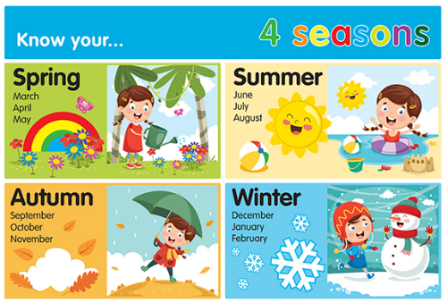 Know your...
4 seasons
Spring
March
April
May
Summer
June
July
August
Autumn
September
October
November
Winter
December
January
February